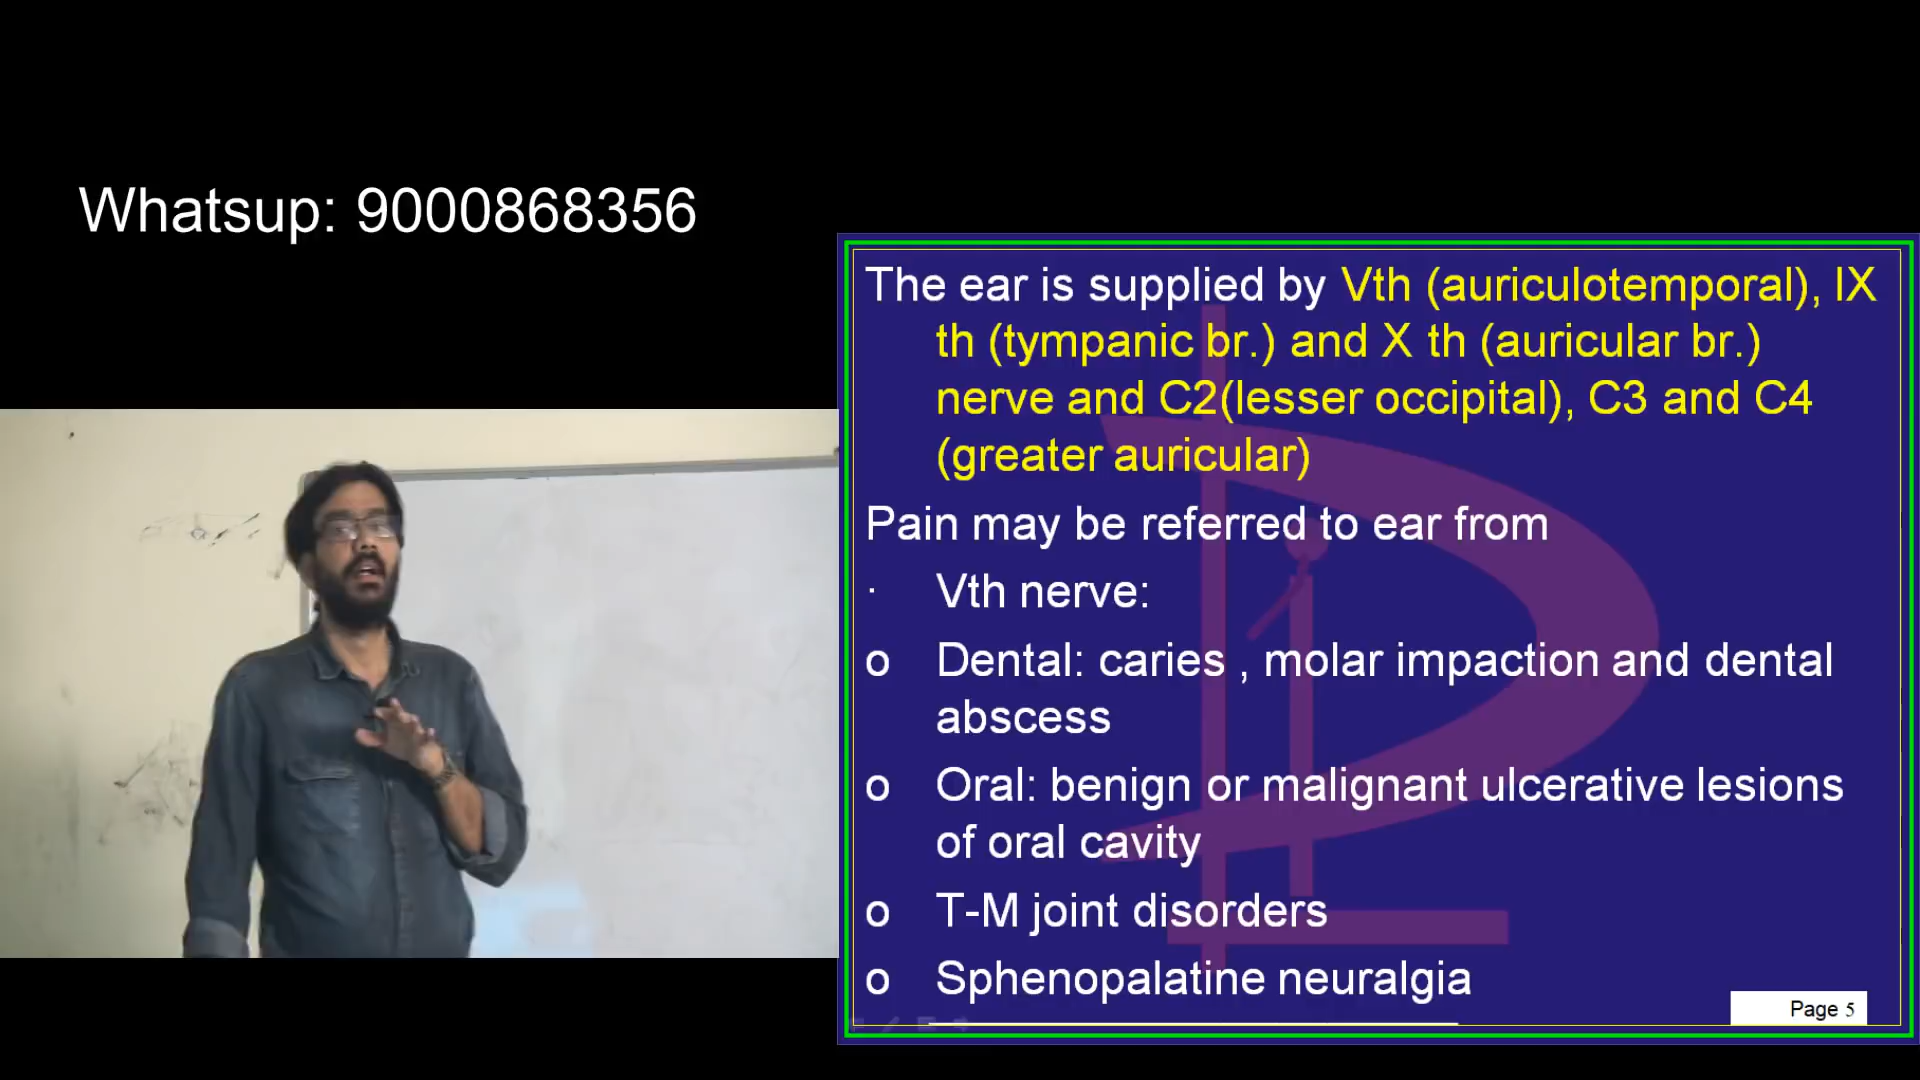 Whatsup: 9000868356
The ear is supplied by Vth (auriculotemporal), IX
th (tympanic br.) and X th (auricular br.)
nerve and C2(lesser occipital), C3 and C4
(greater auricular)
Pain may be referred to ear from
· Vth nerve:
o Dental: caries , molar impaction and dental
abscess
o Oral: benign or malignant ulcerative lesions
of oral cavity
o T-M joint disorders
o Sphenopalatine neuralgia
Page 5